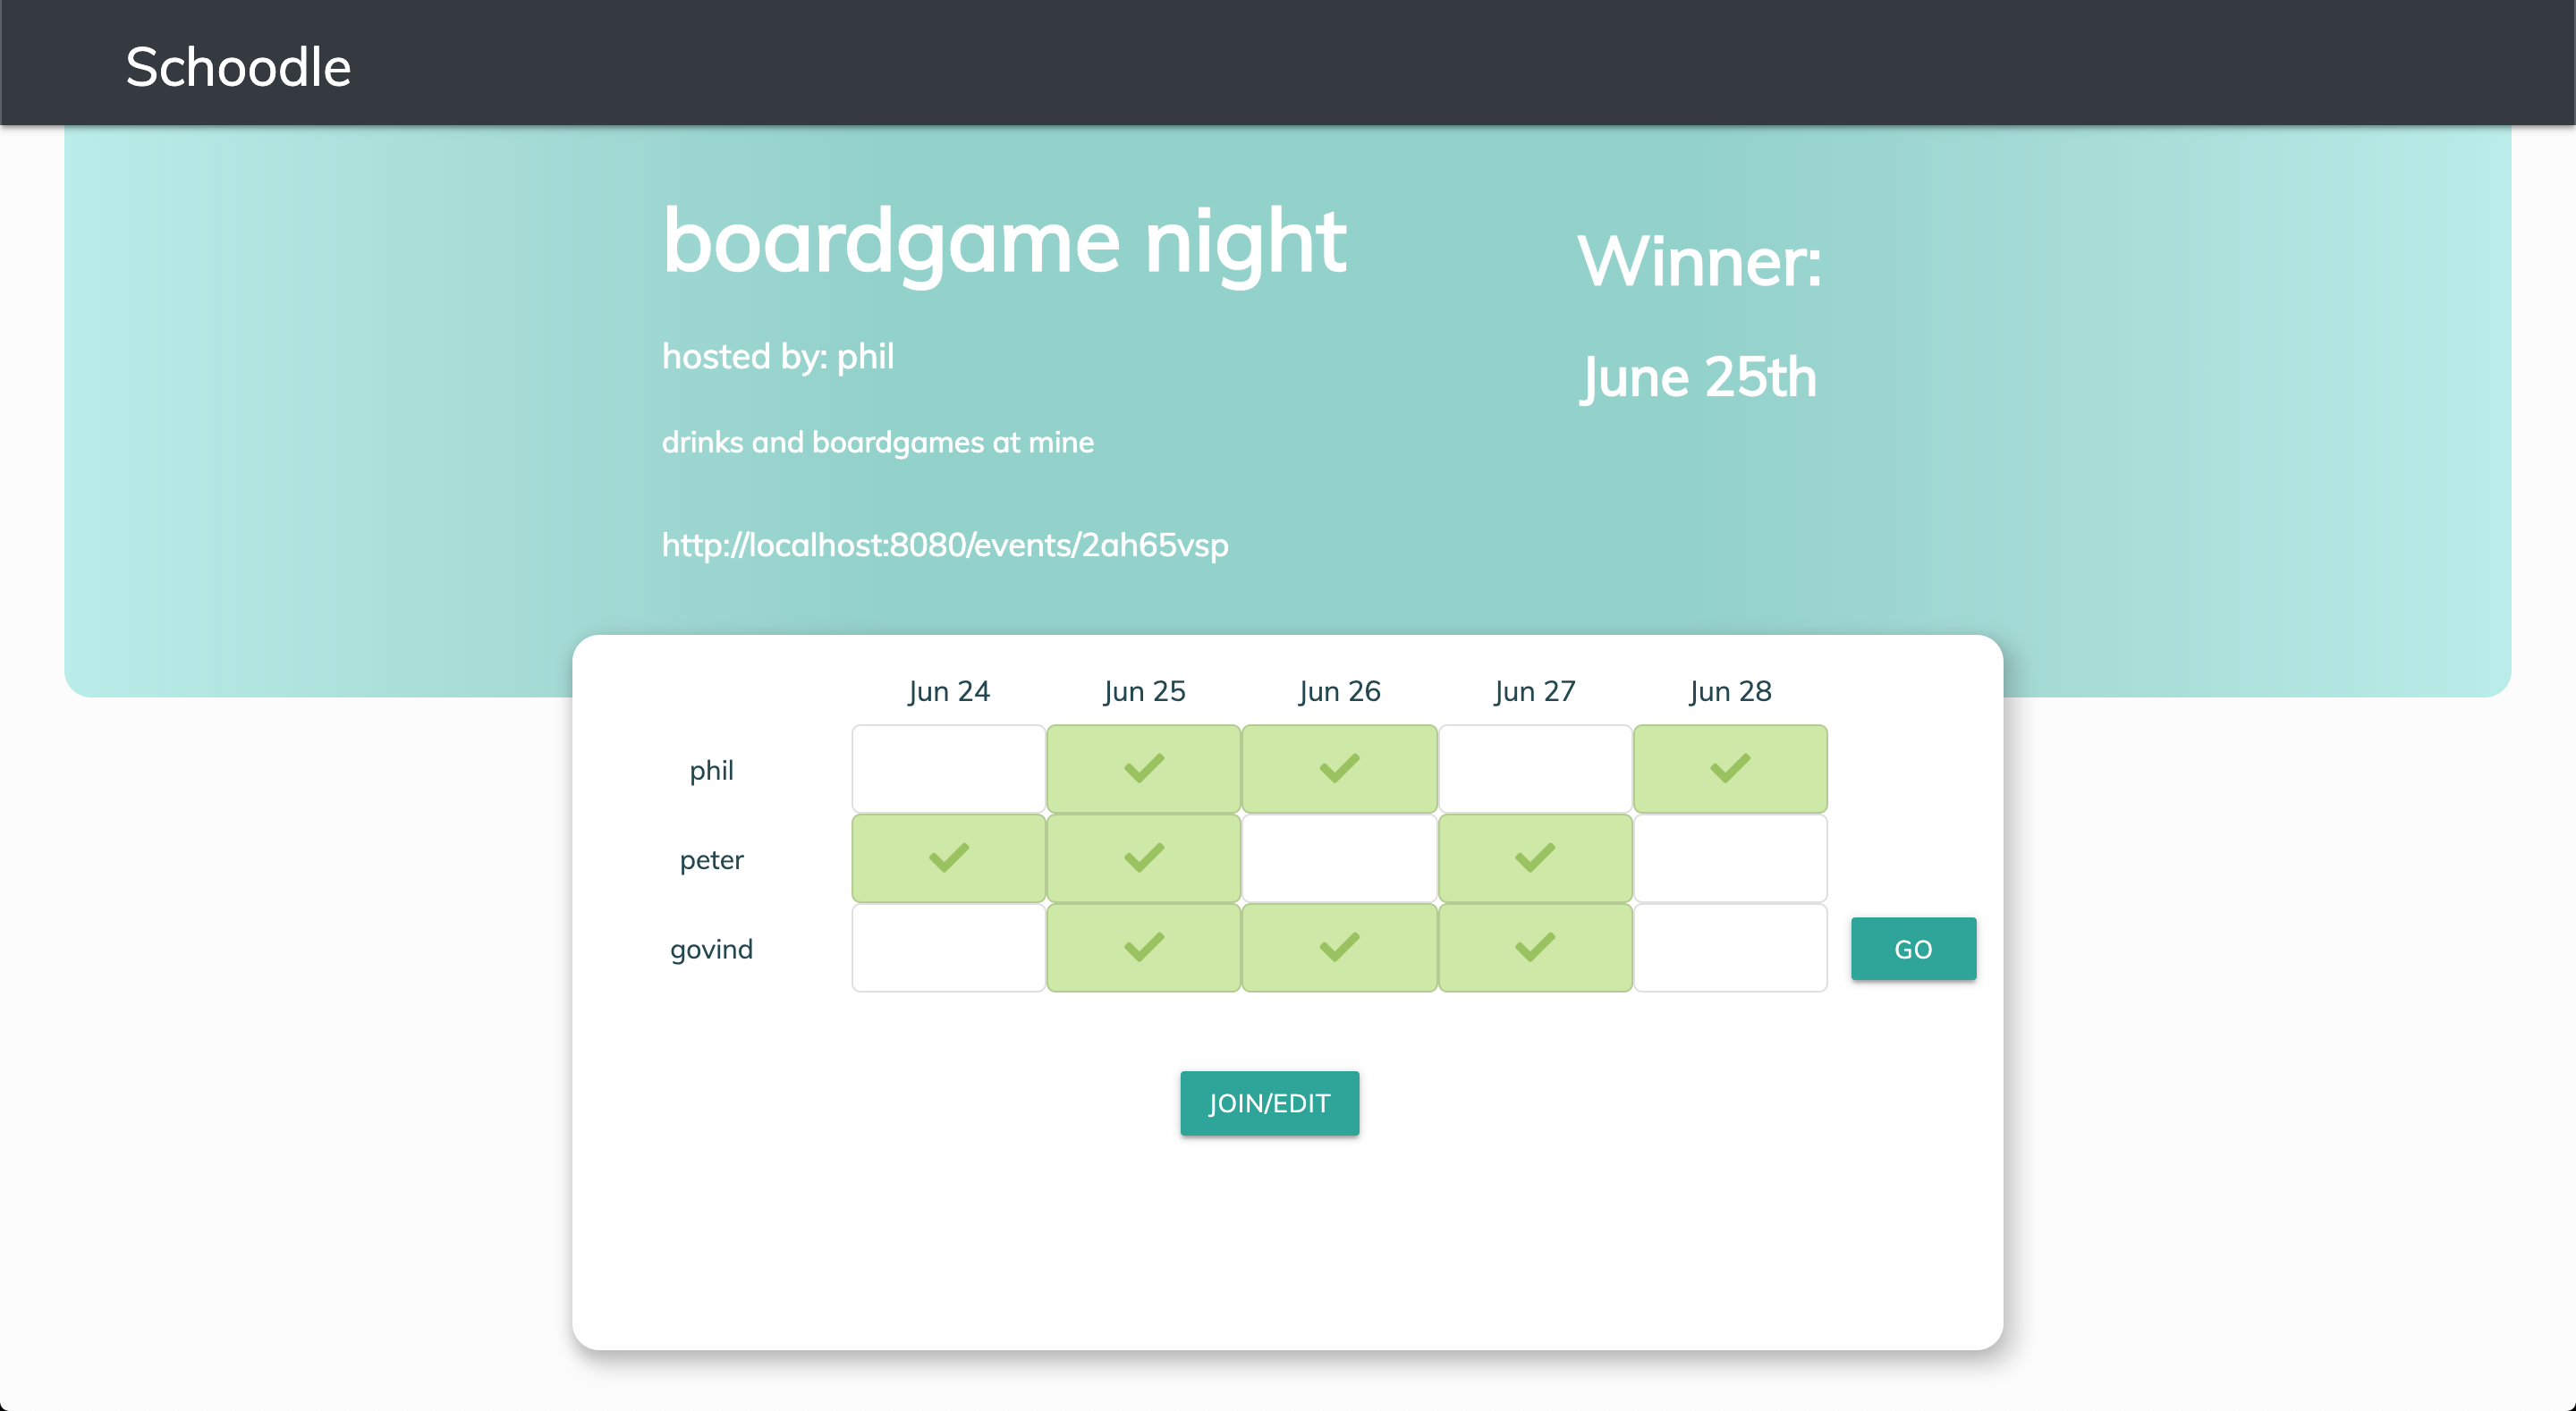 Schoodle
boardgame night
Winner:
hosted by: phil
June 25th
drinks and boardgames at mine
http://localhost:8080/events/2ah65vsp
Jun 24 Jun 25 Jun 26 Jun 27 Jun 28
phil
peter
govind GO
JOIN/EDIT